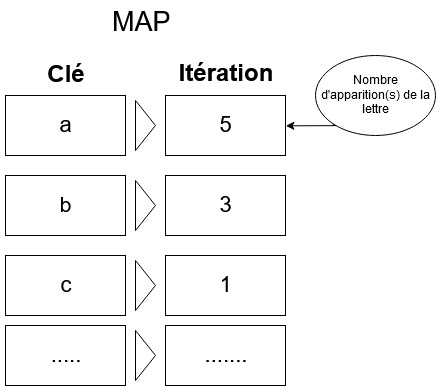 MAP
Clé Itération
Nombre
d'apparition(s) de la
lettre
a 5
b 3
c 1
..... .......